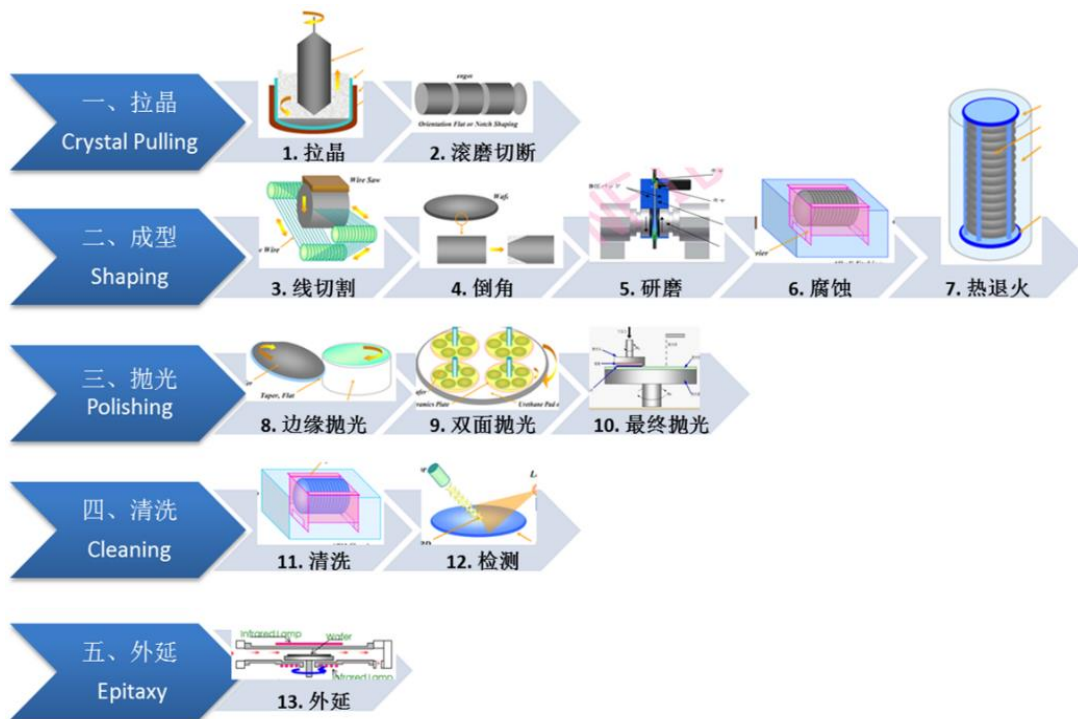 一、拉晶
Crystal Pulling
ingot
Orientation Flat or Notch Shaping
1. 拉晶
2. 滚磨切断
二、成型
Shaping
Wire Saw
Wire
3. 线切割
4. 倒角
5. 研磨
6. 腐蚀
7. 热退火
三、抛光
Polishing
Taper, Flat
Urethane Pad
8. 边缘抛光
9. 双面抛光
10. 最终抛光
四、清洗
Cleaning
11. 清洗
12. 检测
五、外延
Epitaxy
Infrared Lamp
Wafer
Infrared Lamp
13. 外延